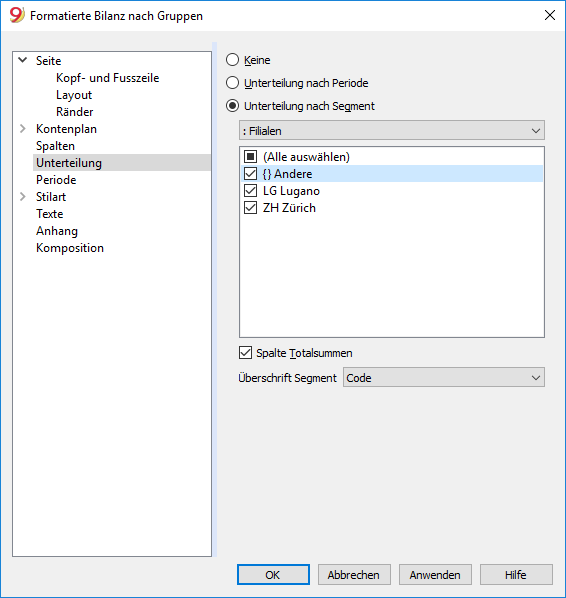 9 Formatierte Bilanz nach Gruppen
Seite
Kopf- und Fusszeile
Layout
Ränder
Kontenplan
Spalten
Unterteilung
Periode
Stilart
Texte
Anhang
Komposition
Keine
Unterteilung nach Periode
Unterteilung nach Segment
: Filialen
(Alle auswählen)
{} Andere
LG Lugano
ZH Zürich
Spalte Totalsummen
Überschrift Segment Code
OK Abbrechen Anwenden Hilfe